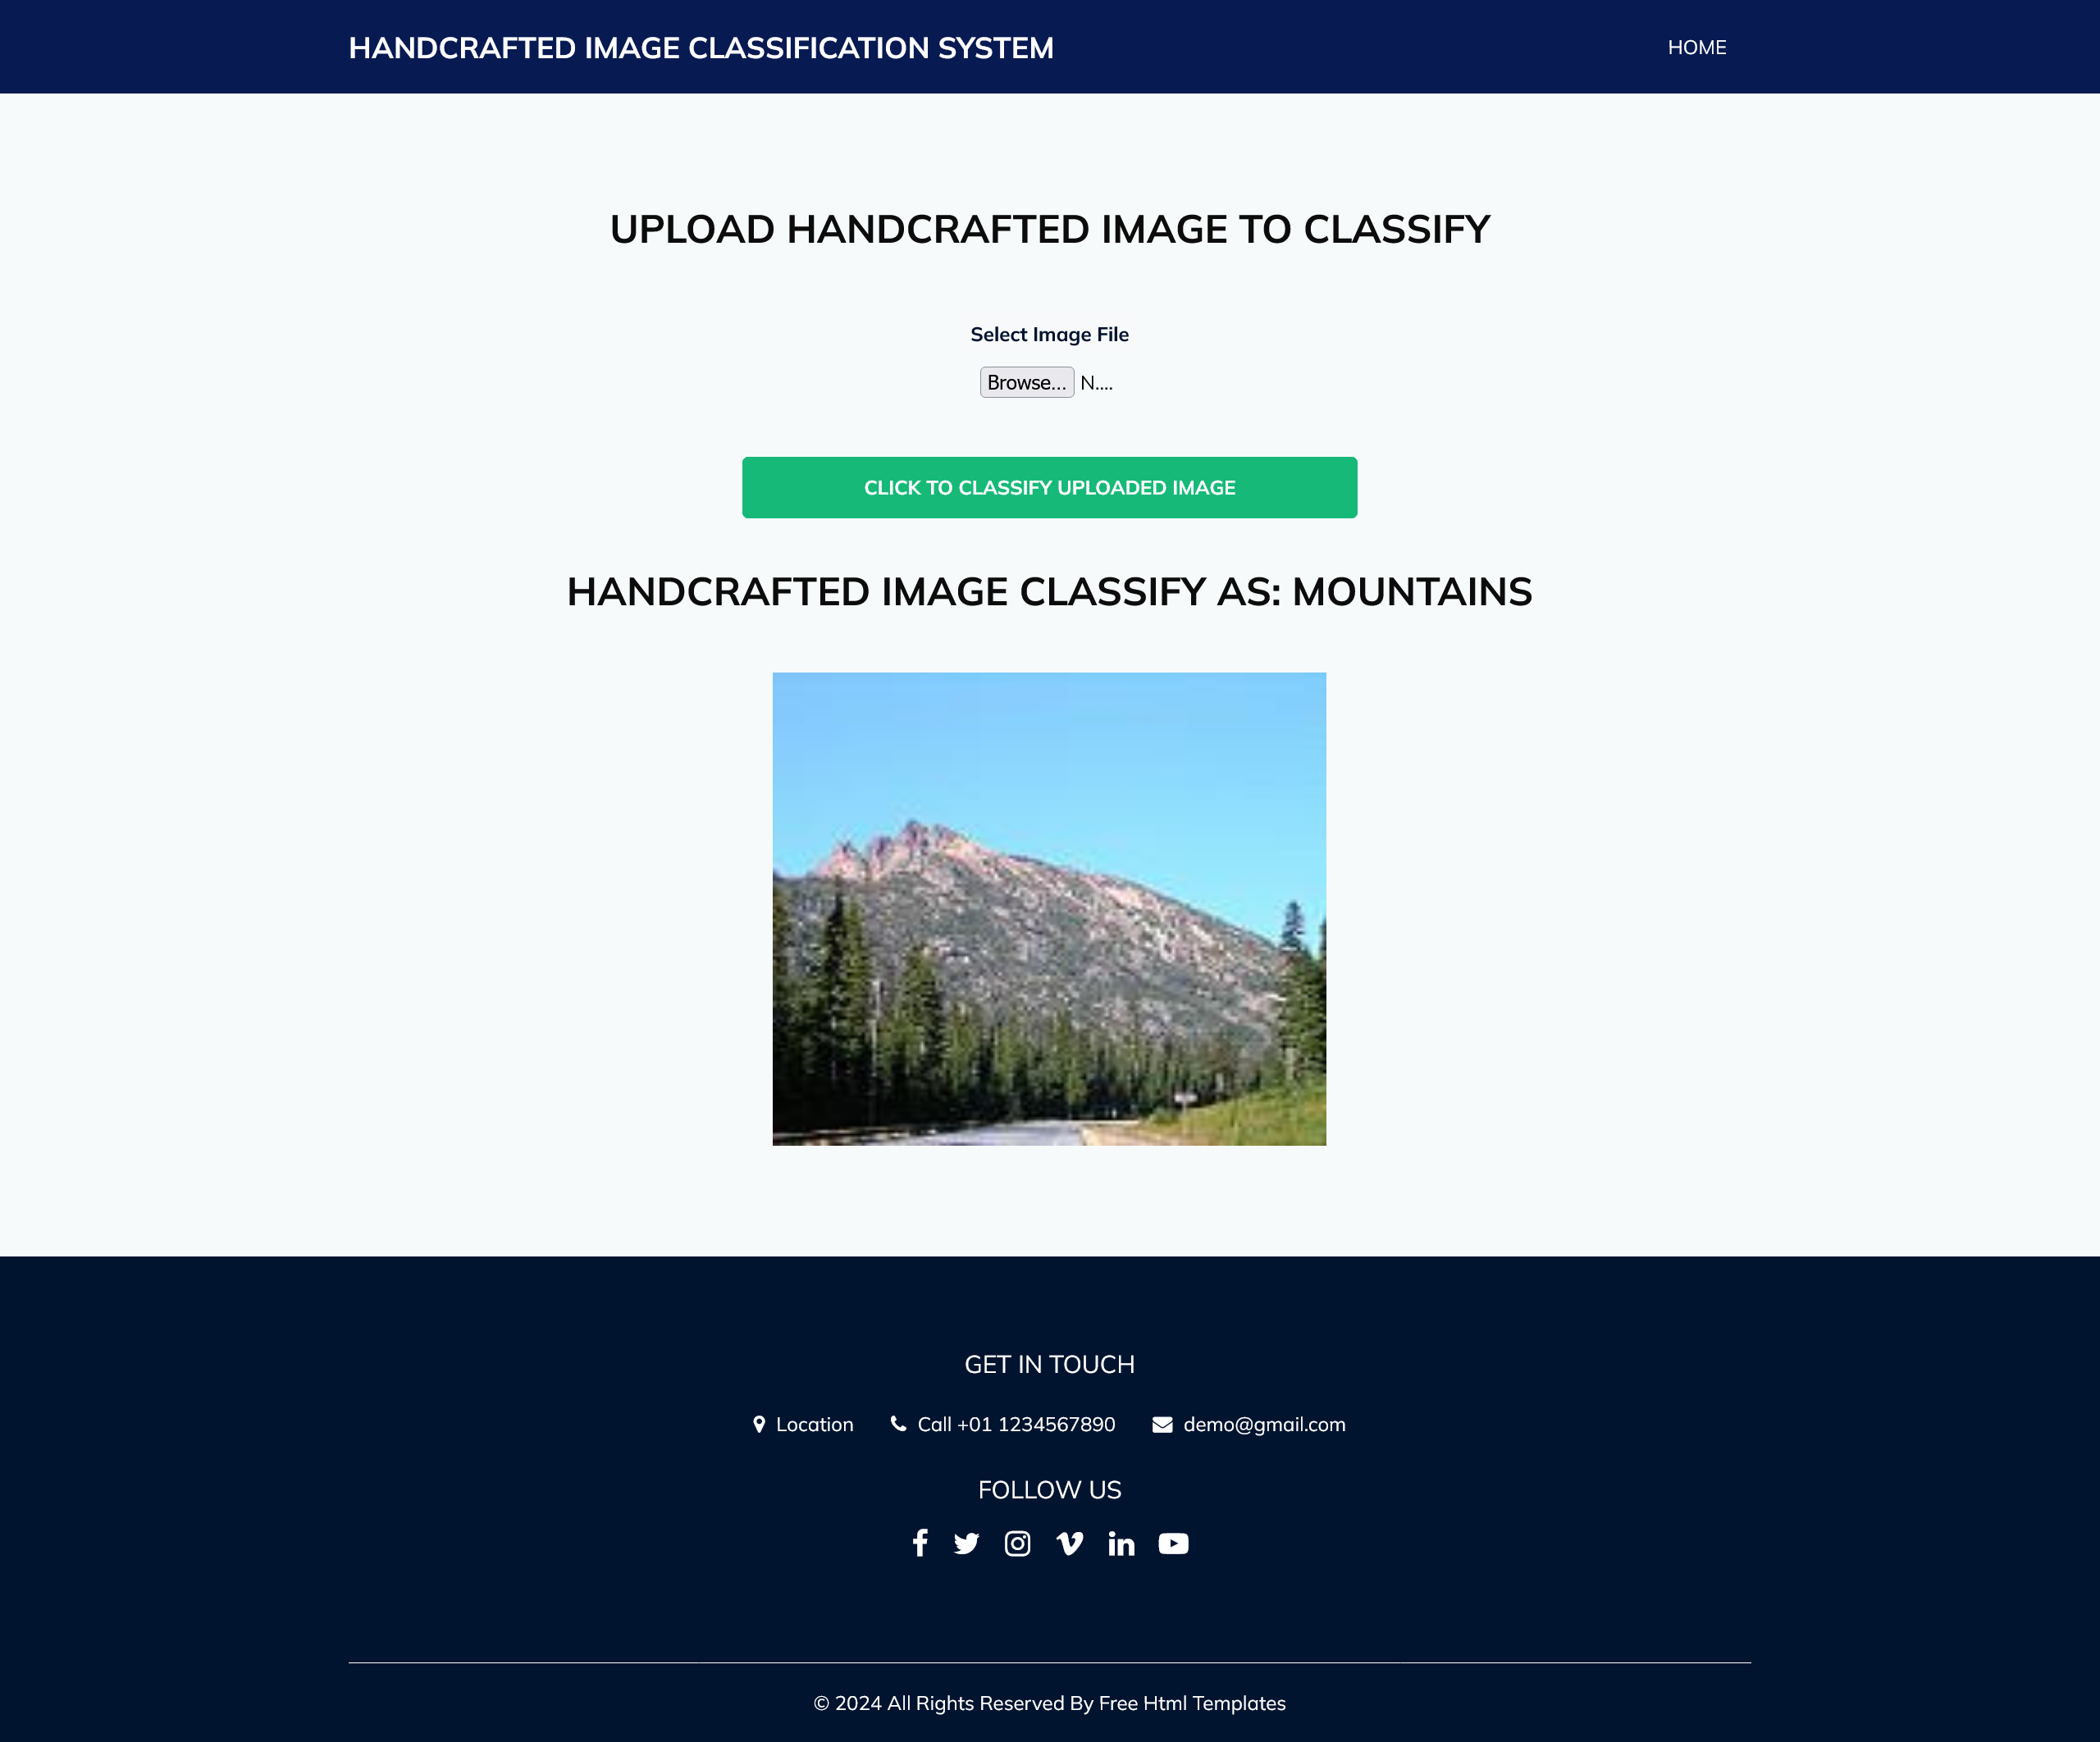 HANDCRAFTED IMAGE CLASSIFICATION SYSTEM
HOME
UPLOAD HANDCRAFTED IMAGE TO CLASSIFY
Select Image File
Browse... N....
CLICK TO CLASSIFY UPLOADED IMAGE
HANDCRAFTED IMAGE CLASSIFY AS: MOUNTAINS
GET IN TOUCH
Location Call +01 1234567890 demo@gmail.com
FOLLOW US
© 2024 All Rights Reserved By Free Html Templates